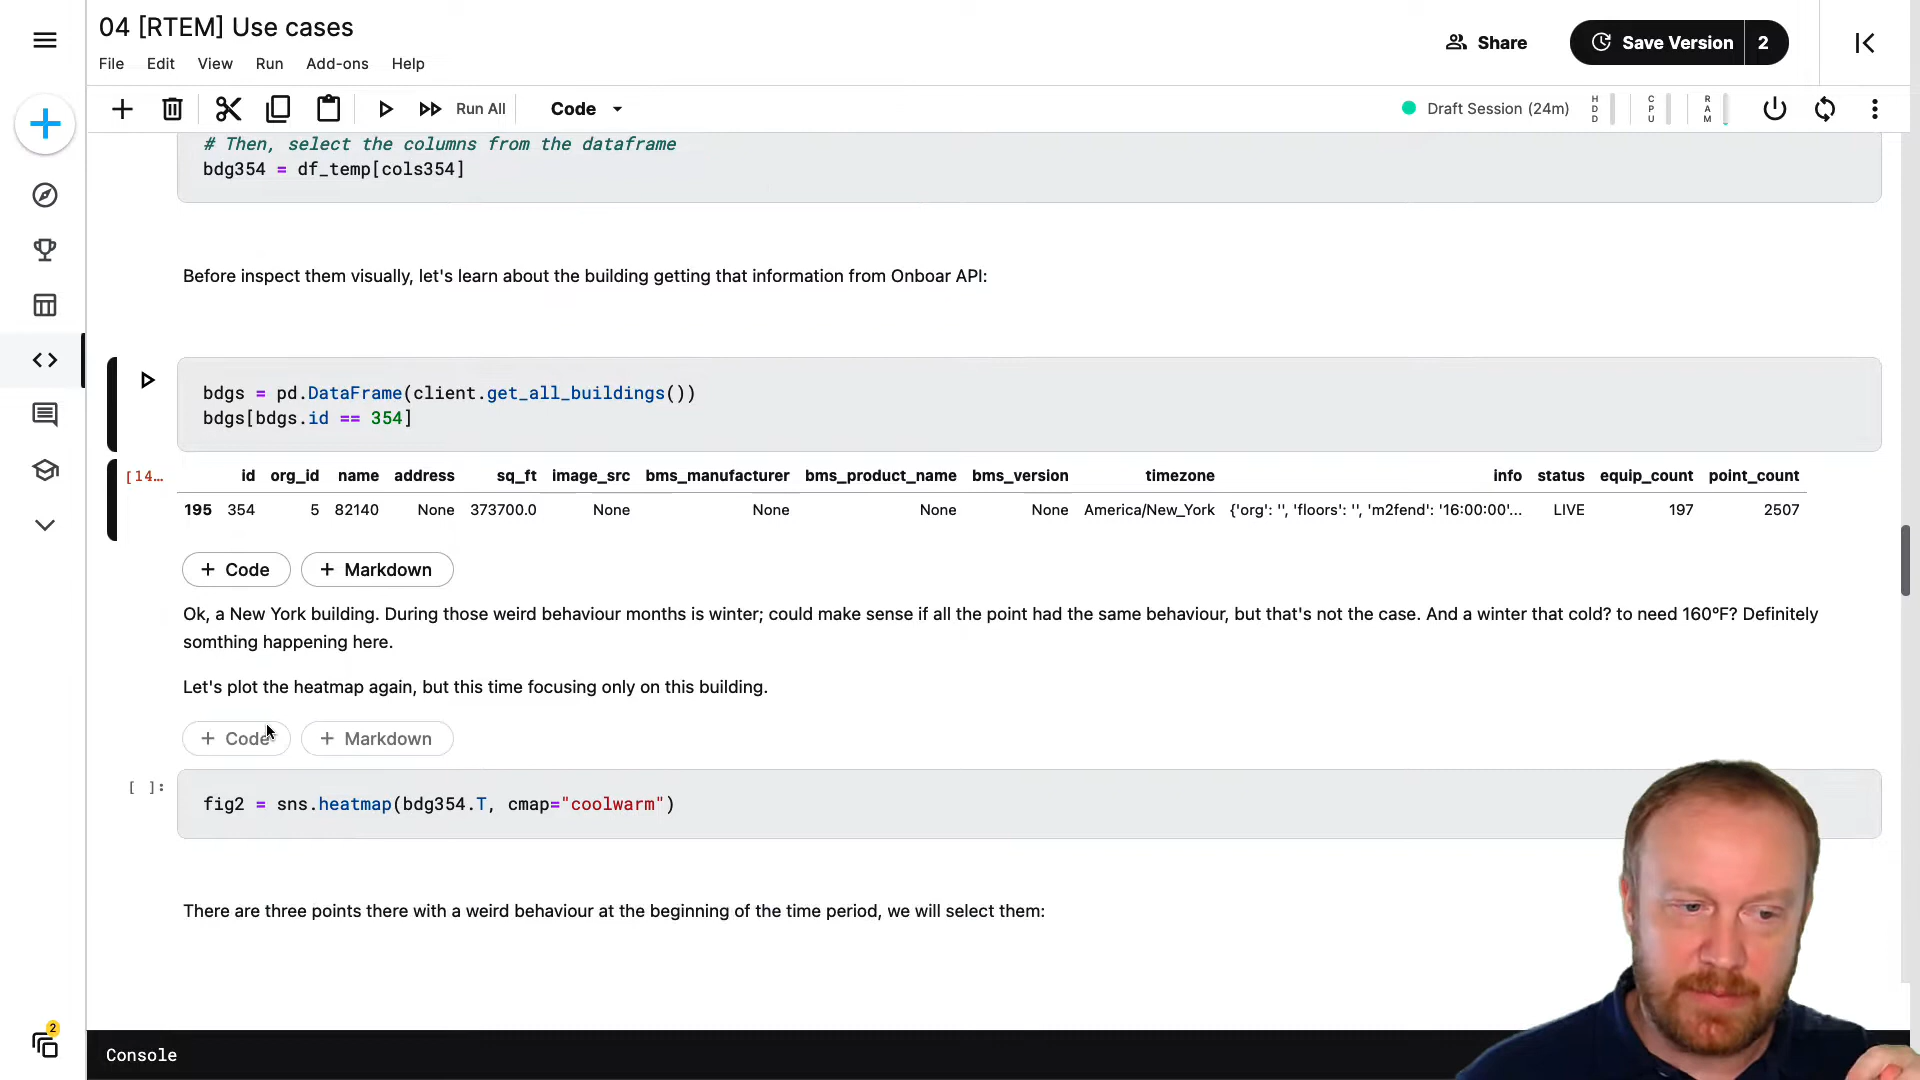 04 [RTEM] Use cases
File Edit View Run Add-ons Help
Share
Save Version 2
Run All
Code
Draft Session (24m)
HDD
CPU
RAM
# Then, select the columns from the dataframe
bdg354 = df_temp[cols354]
Before inspect them visually, let's learn about the building getting that information from Onboar API:
bdgs = pd.DataFrame(client.get_all_buildings())
bdgs[bdgs.id == 354]
[14…
id org_id name address sq_ft image_src bms_manufacturer bms_product_name bms_version timezone info status equip_count point_count
195 354 5 82140 None 373700.0 None None None None America/New_York {'org': '', 'floors': '', 'm2fend': '16:00:00'... LIVE 197 2507
+ Code + Markdown
Ok, a New York building. During those weird behaviour months is winter; could make sense if all the point had the same behaviour, but that's not the case. And a winter that cold? to need 160°F? Definitely
somthing happening here.
Let's plot the heatmap again, but this time focusing only on this building.
+ Code + Markdown
[ ]:
fig2 = sns.heatmap(bdg354.T, cmap="coolwarm")
There are three points there with a weird behaviour at the beginning of the time period, we will select them:
2
Console